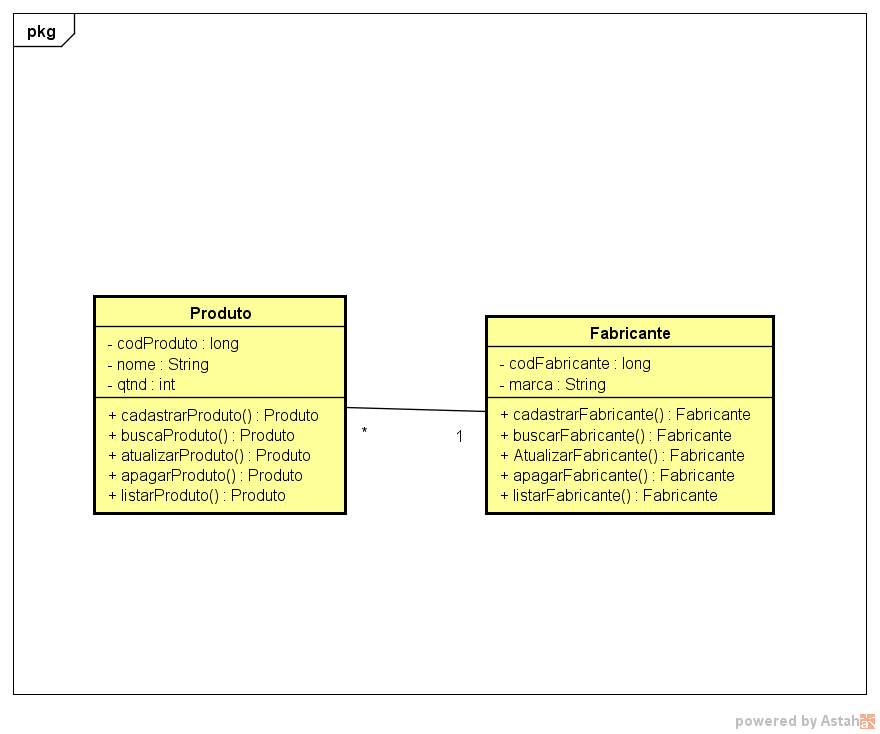 pkg
Produto
- codProduto : long
- nome : String
- qtnd : int
+ cadastrarProduto() : Produto
+ buscaProduto() : Produto
+ atualizarProduto() : Produto
+ apagarProduto() : Produto
+ listarProduto() : Produto
*
1
Fabricante
- codFabricante : long
- marca : String
+ cadastrarFabricante() : Fabricante
+ buscarFabricante() : Fabricante
+ AtualizarFabricante() : Fabricante
+ apagarFabricante() : Fabricante
+ listarFabricante() : Fabricante
powered by Astah